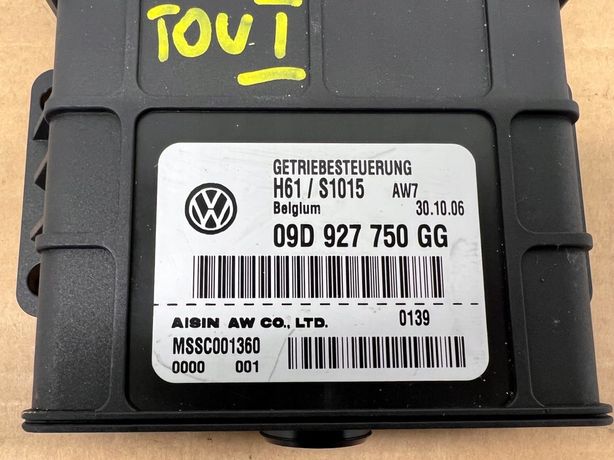 TOUT
GETRIEBESTEUERUNG
H61 / S1015 AW7
Belgium 30.10.06
09D 927 750 GG
AISIN AW CO., LTD. 0139
MSSC001360
0000 001